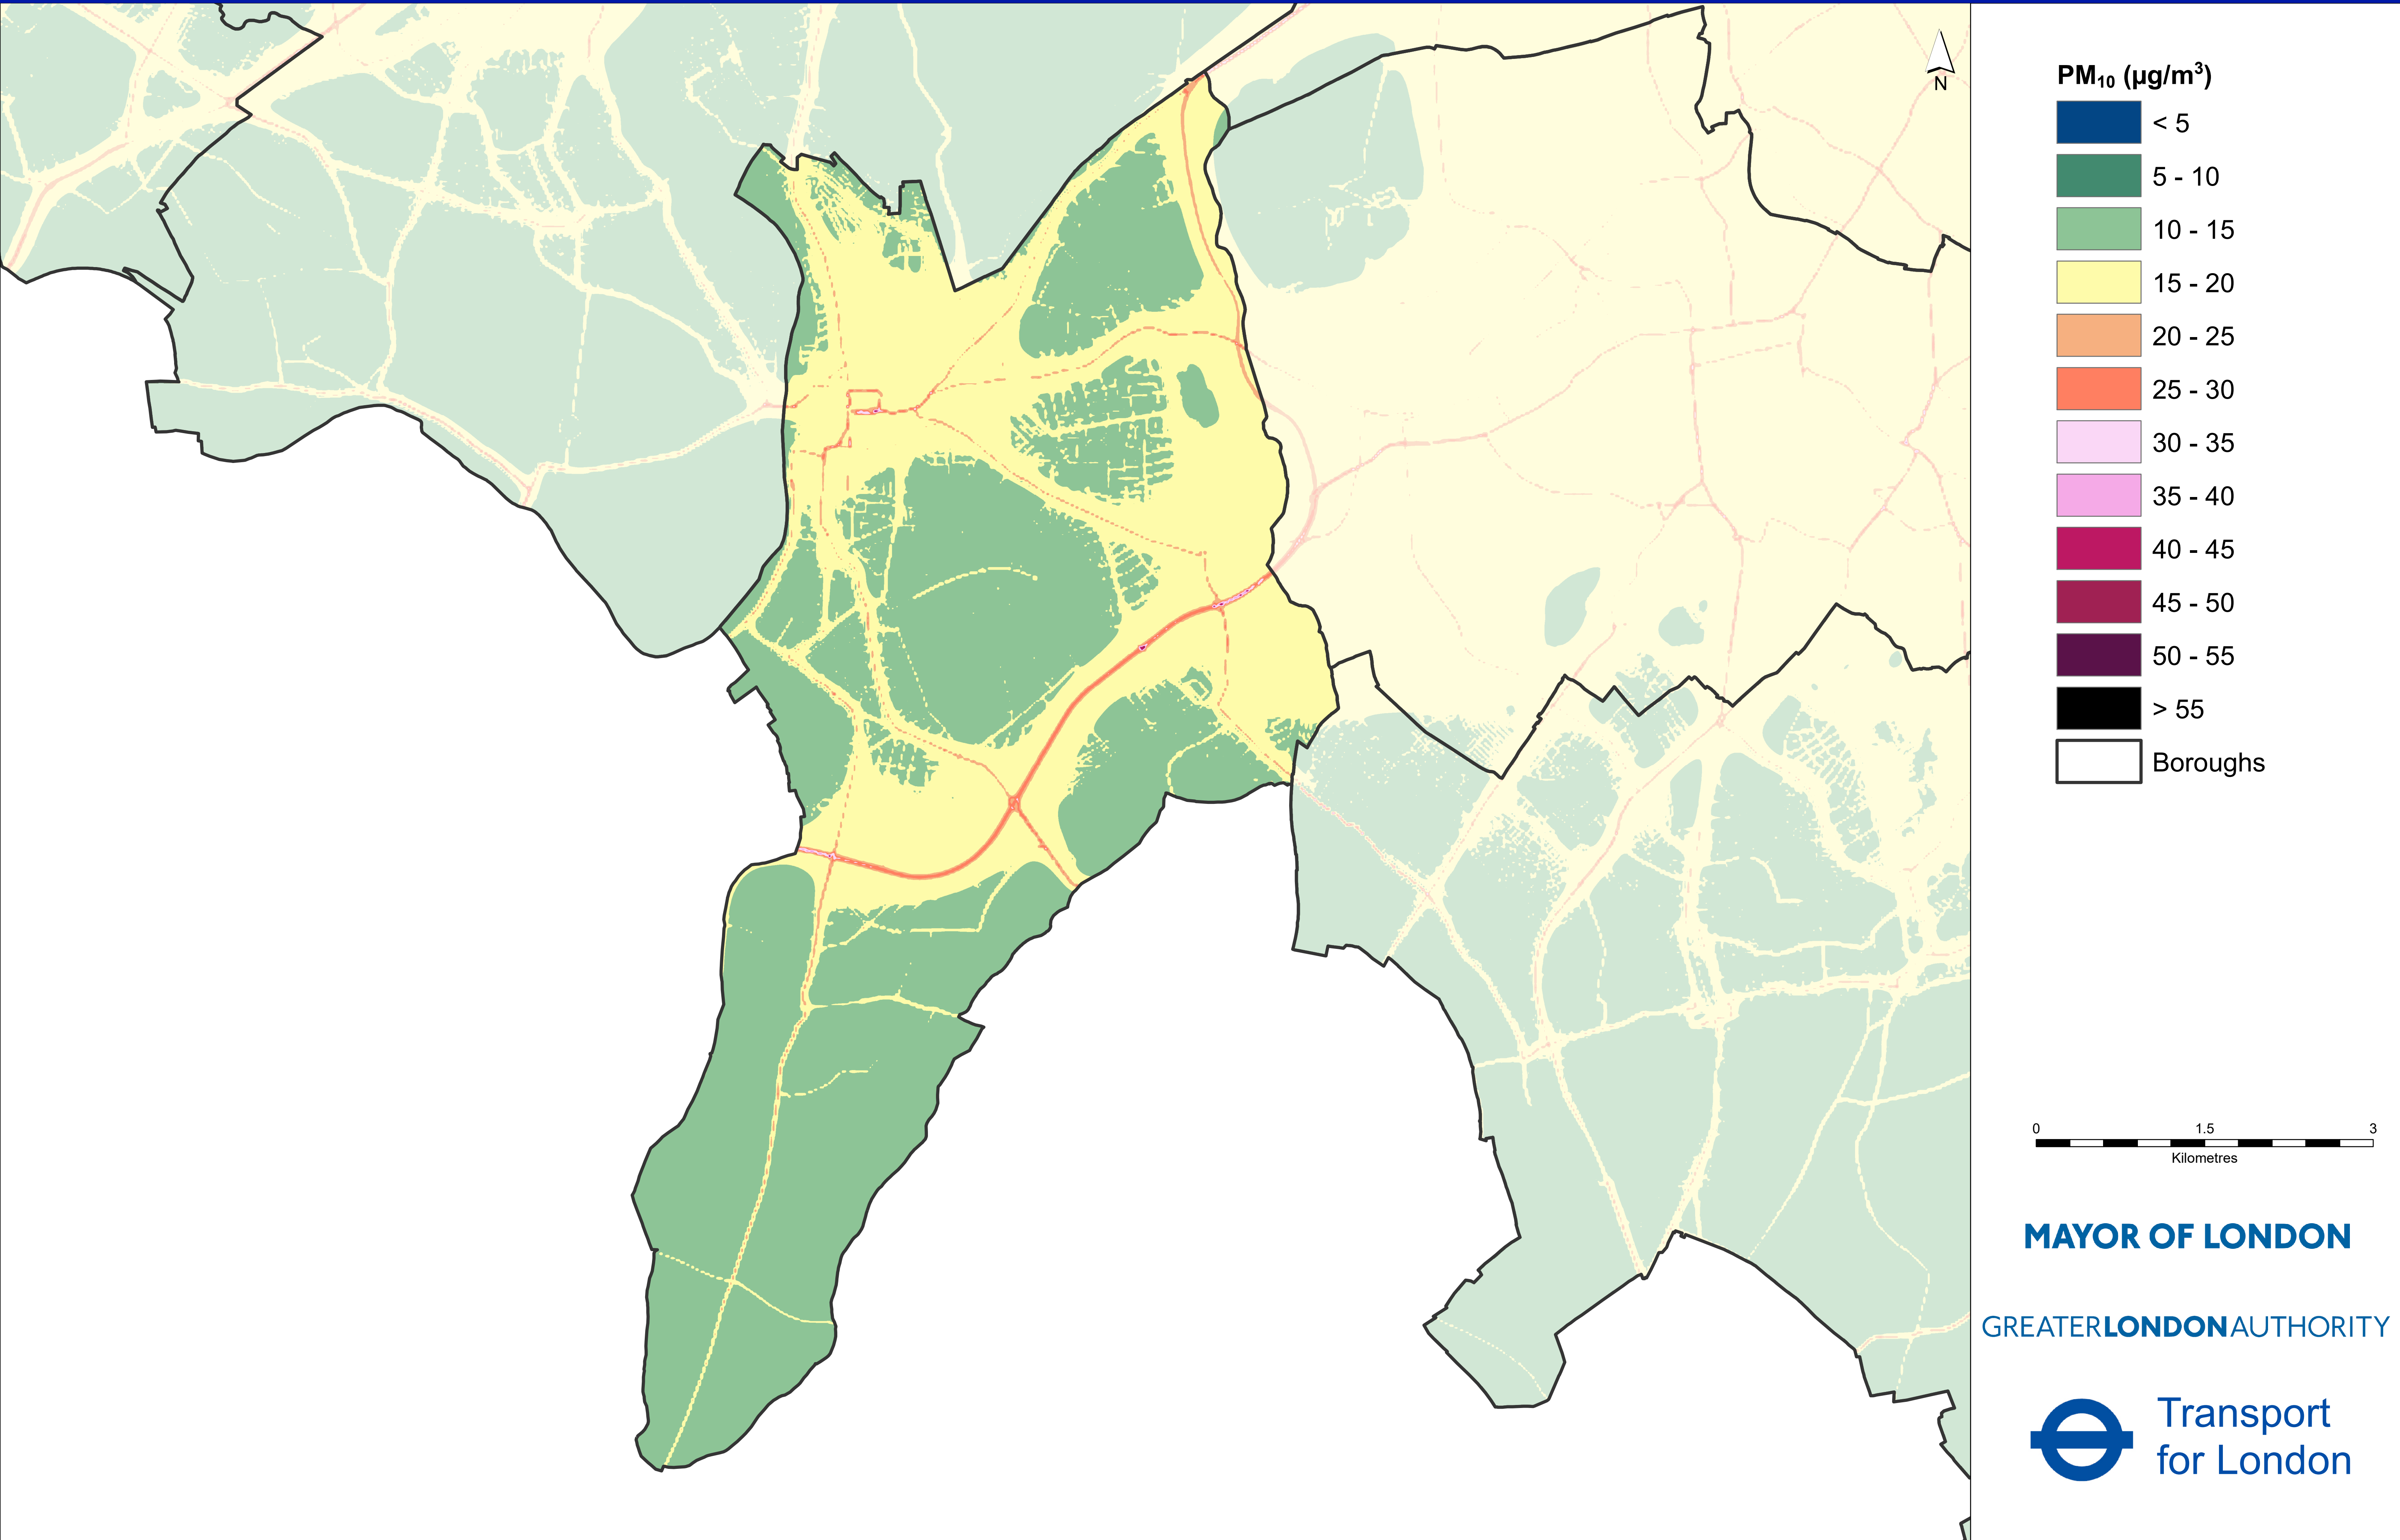 N
PM₁₀ (µg/m³)
< 5
5 - 10
10 - 15
15 - 20
20 - 25
25 - 30
30 - 35
35 - 40
40 - 45
45 - 50
50 - 55
> 55
Boroughs
0 1.5 3
Kilometres
MAYOR OF LONDON
GREATERLONDONAUTHORITY
Transport
for London